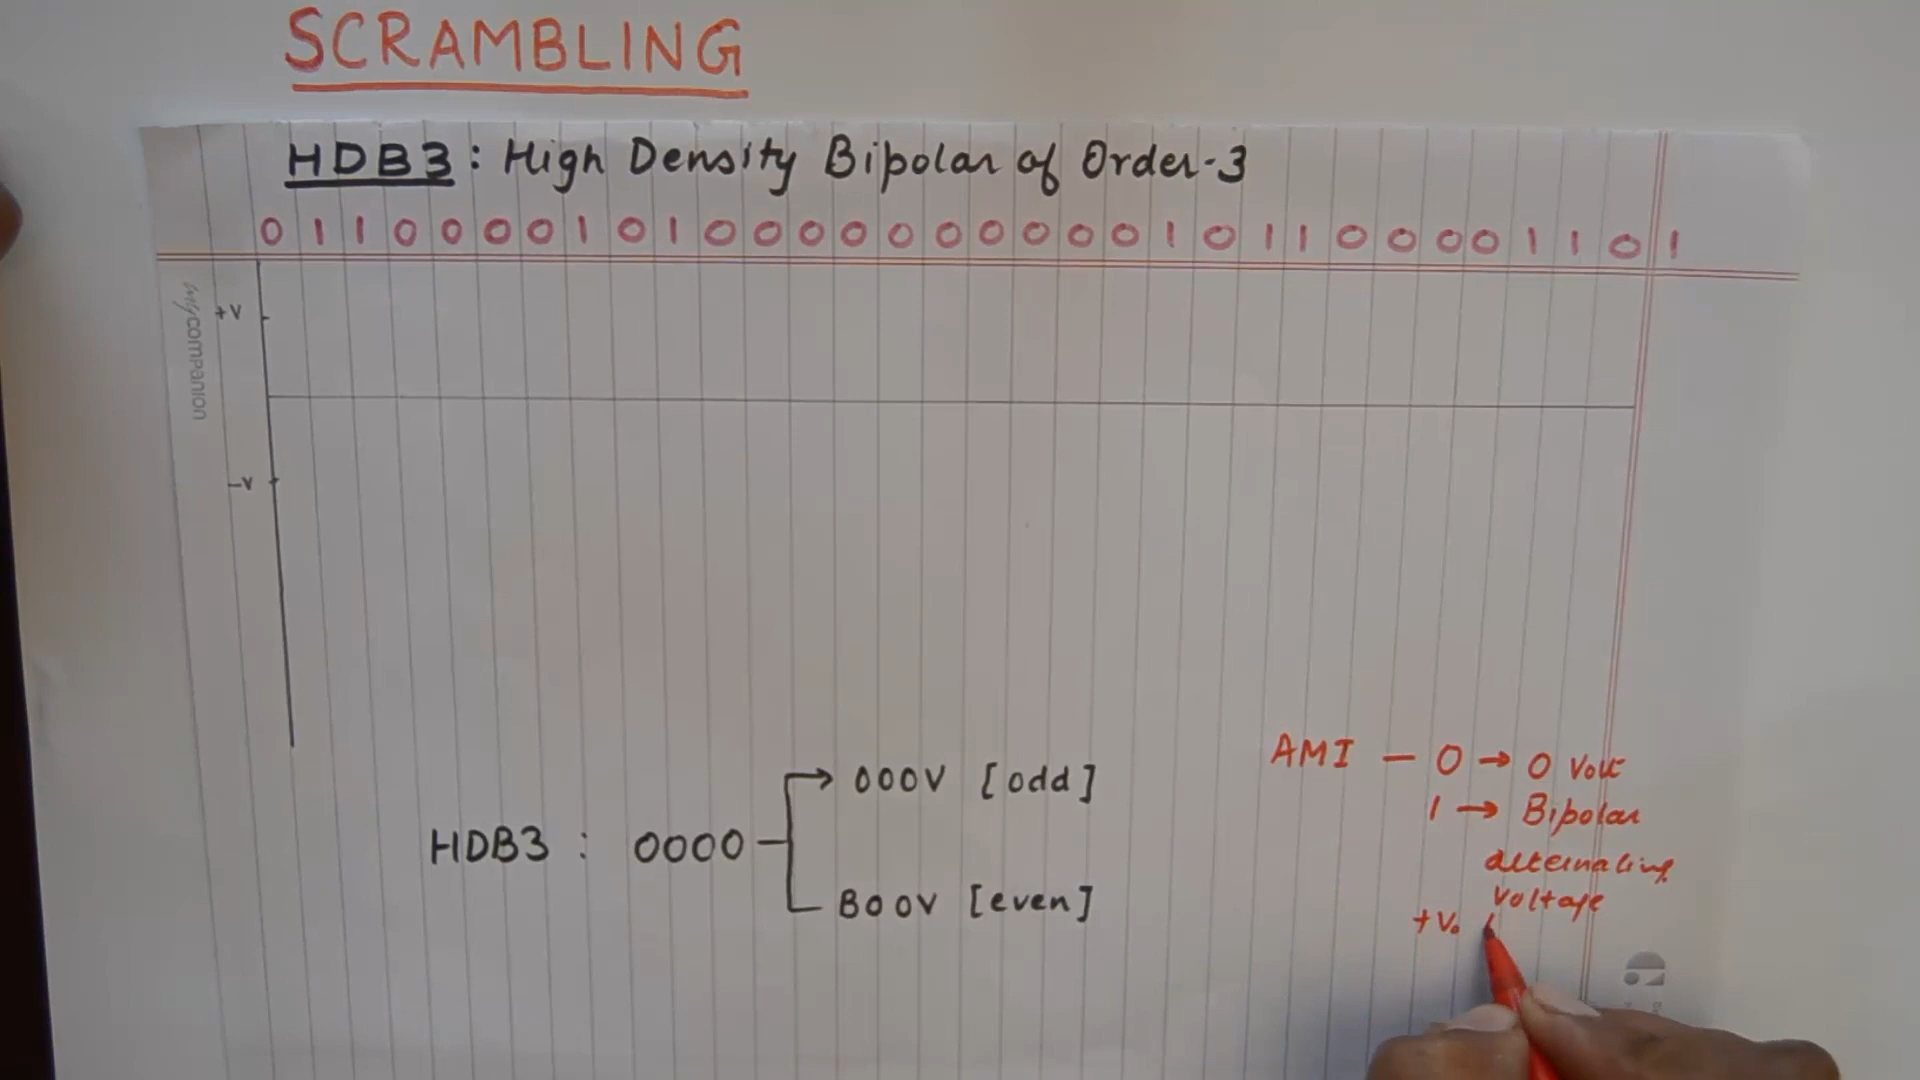 SCRAMBLING
HDB3 : High Density Bipolar of Order-3
0 1 1 0 0 0 0 1 0 1 0 0 0 0 0 0 0 0 0 0 1 0 1 1 0 0 0 0 1 1 0 1
mycompanion
+V
-V
AMI — 0 → 0 Volt
1 → Bipolar
alternating
voltage
+V.
000V [odd]
HDB3 : 0000
B00V [even]